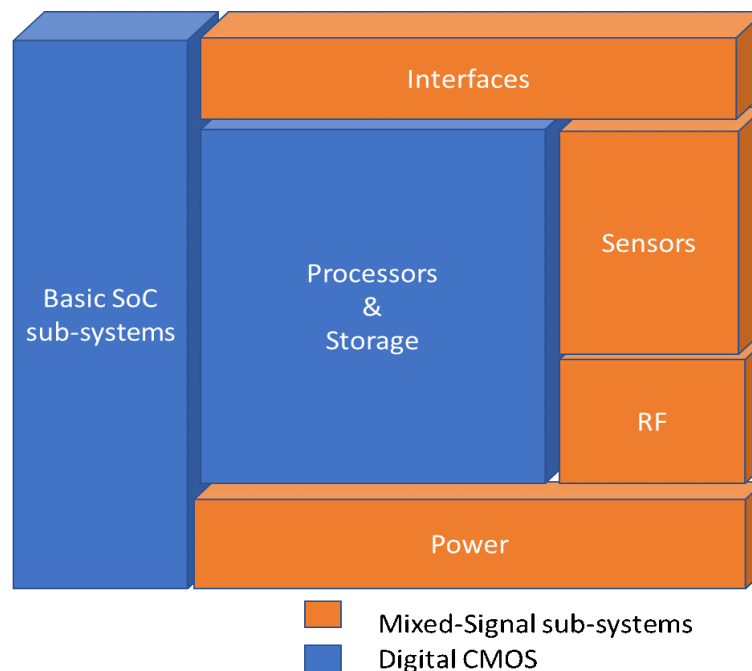 Interfaces
Basic SoC
sub-systems
Processors
&
Storage
Sensors
RF
Power
Mixed-Signal sub-systems
Digital CMOS